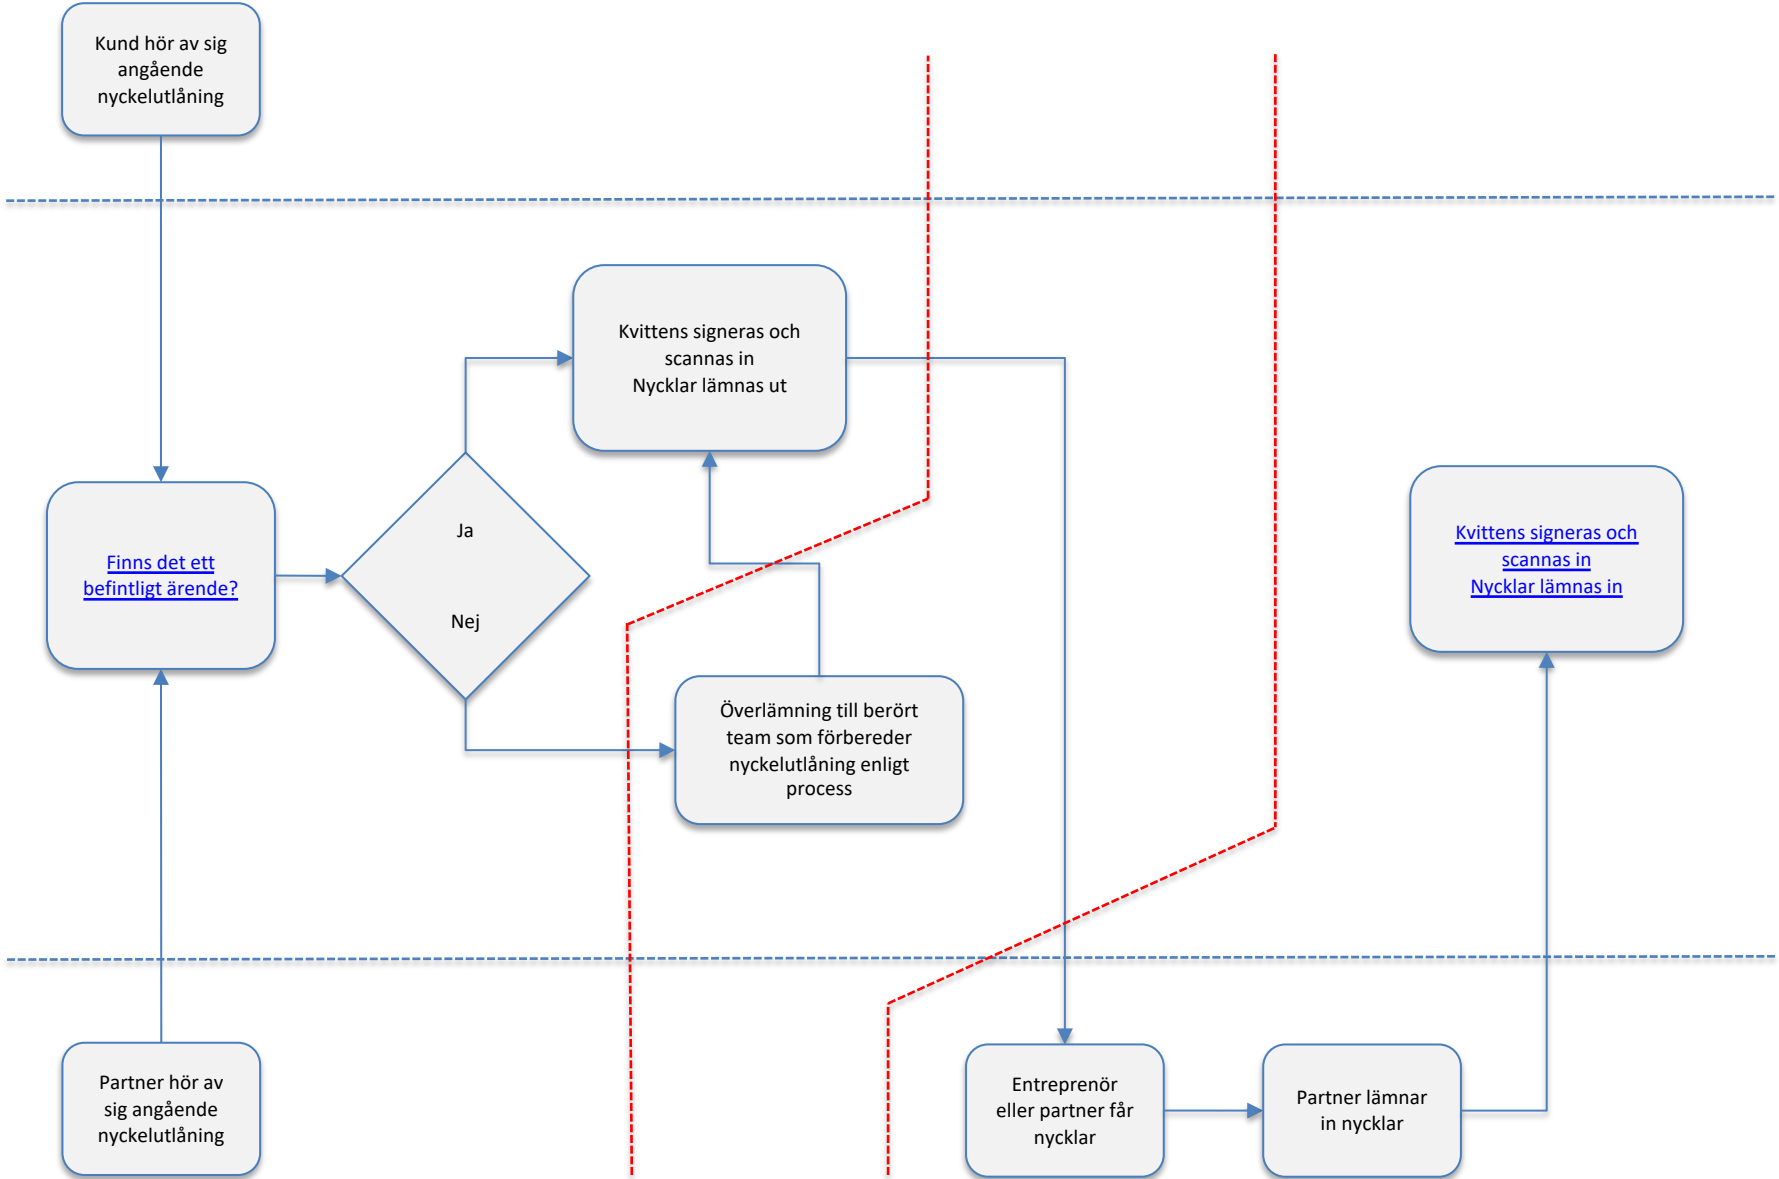 Kund hör av sig
angående
nyckelutlåning
Kvittens signeras och
scannas in
Nycklar lämnas ut
Ja
Nej
Finns det ett
befintligt ärende?
Kvittens signeras och
scannas in
Nycklar lämnas in
Överlämning till berört
team som förbereder
nyckelutlåning enligt
process
Partner hör av
sig angående
nyckelutlåning
Entreprenör
eller partner får
nycklar
Partner lämnar
in nycklar